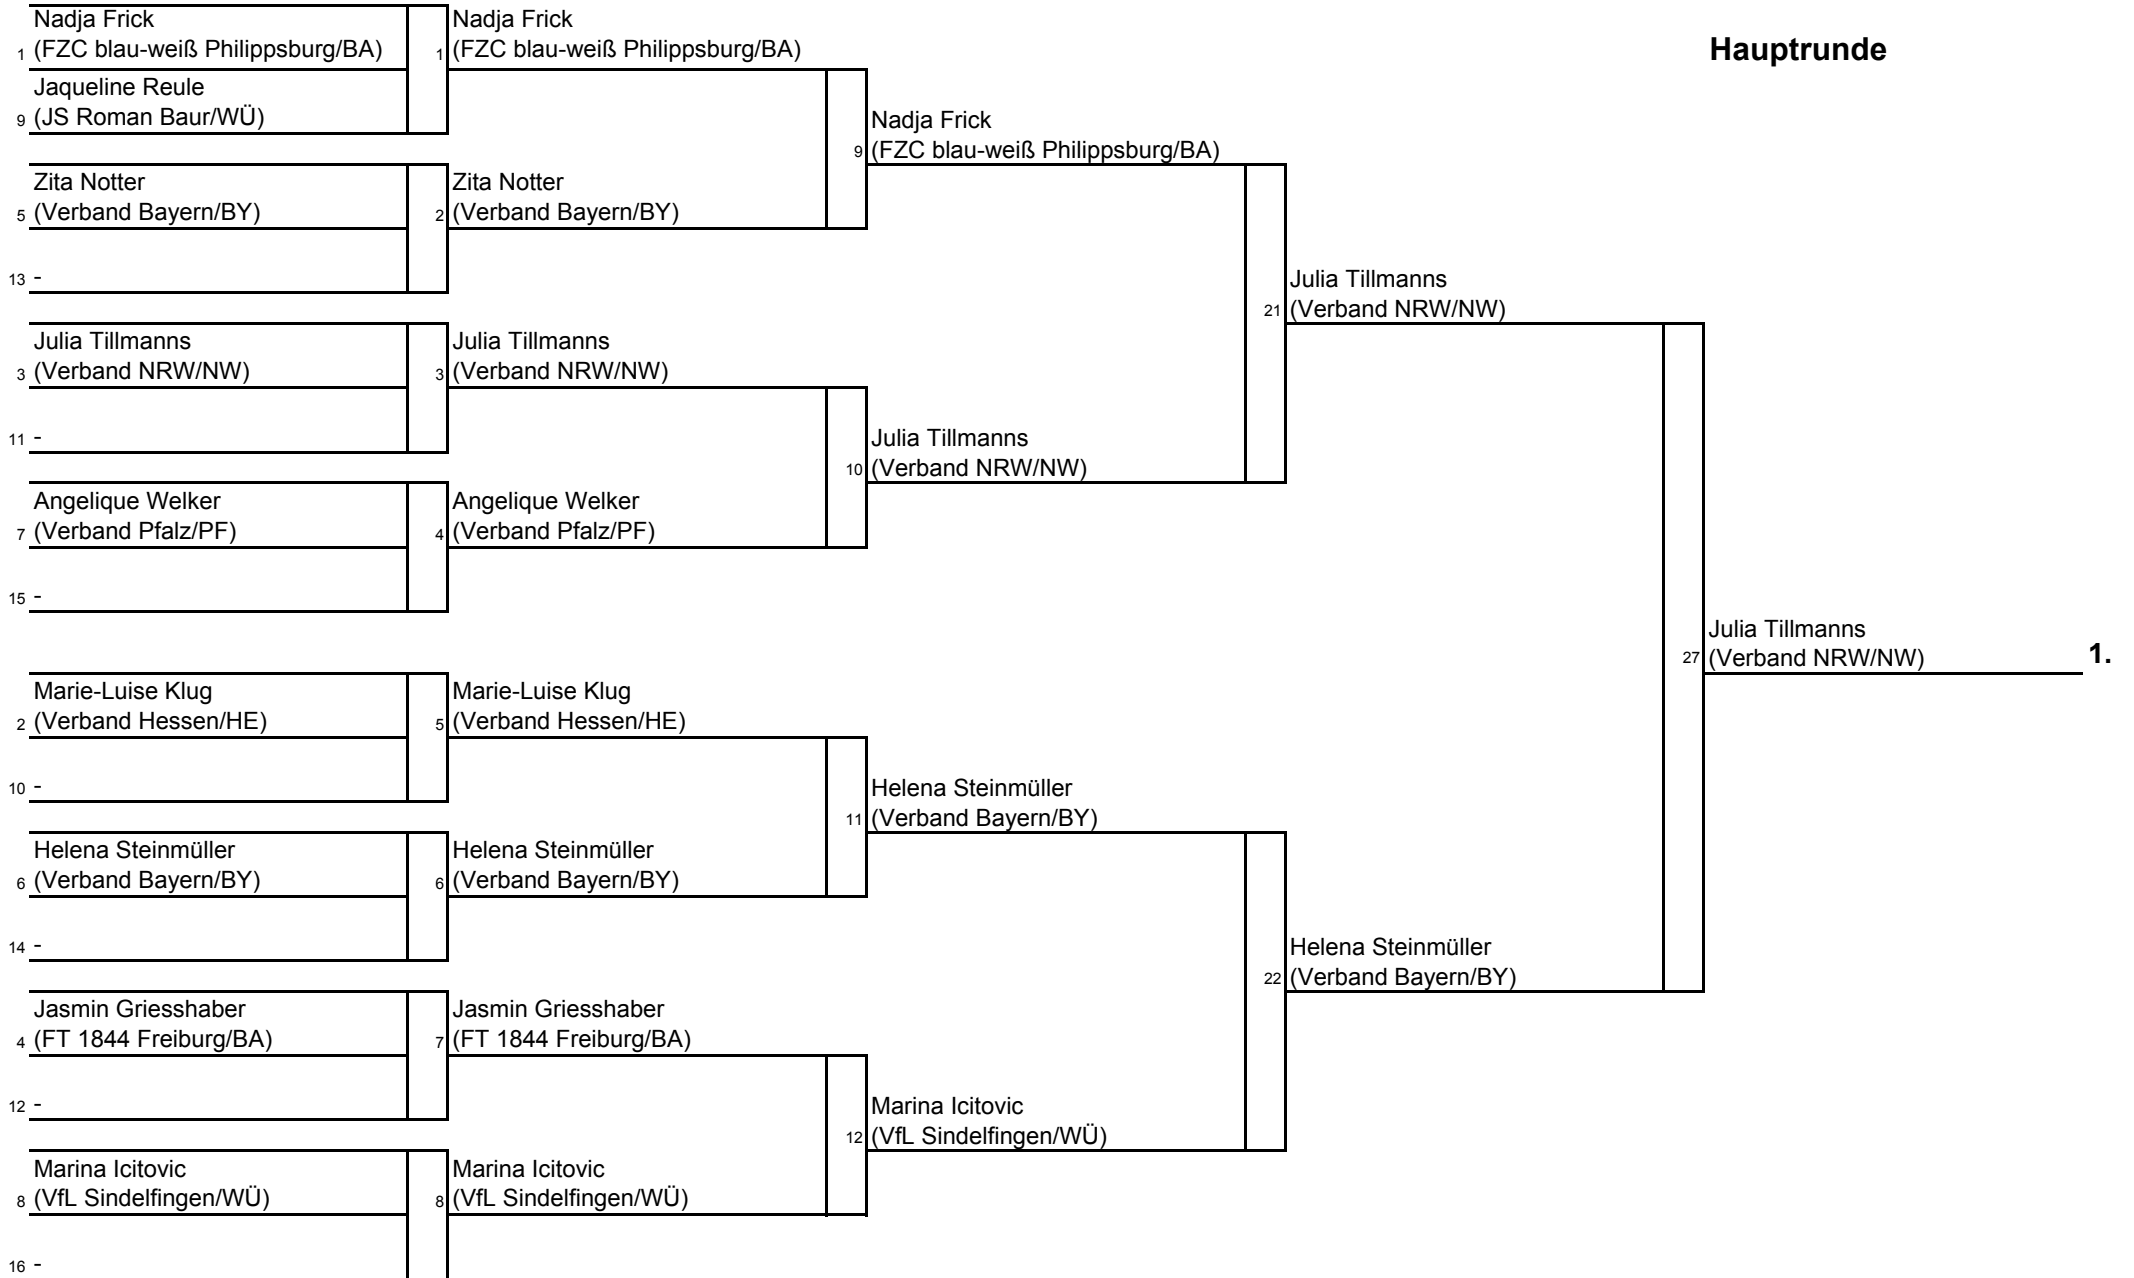 Hauptrunde
Nadja Frick
1 (FZC blau-weiß Philippsburg/BA)
Jaqueline Reule
9 (JS Roman Baur/WÜ)
Zita Notter
5 (Verband Bayern/BY)
13 -
Julia Tillmanns
3 (Verband NRW/NW)
11 -
Angelique Welker
7 (Verband Pfalz/PF)
15 -
Marie-Luise Klug
2 (Verband Hessen/HE)
10 -
Helena Steinmüller
6 (Verband Bayern/BY)
14 -
Jasmin Griesshaber
4 (FT 1844 Freiburg/BA)
12 -
Marina Icitovic
8 (VfL Sindelfingen/WÜ)
16 -
Nadja Frick
1 (FZC blau-weiß Philippsburg/BA)
Zita Notter
2 (Verband Bayern/BY)
Julia Tillmanns
3 (Verband NRW/NW)
Angelique Welker
4 (Verband Pfalz/PF)
Marie-Luise Klug
5 (Verband Hessen/HE)
Helena Steinmüller
6 (Verband Bayern/BY)
Jasmin Griesshaber
7 (FT 1844 Freiburg/BA)
Marina Icitovic
8 (VfL Sindelfingen/WÜ)
Nadja Frick
9 (FZC blau-weiß Philippsburg/BA)
Julia Tillmanns
10 (Verband NRW/NW)
Helena Steinmüller
11 (Verband Bayern/BY)
Marina Icitovic
12 (VfL Sindelfingen/WÜ)
Julia Tillmanns
21 (Verband NRW/NW)
Helena Steinmüller
22 (Verband Bayern/BY)
Julia Tillmanns
27 (Verband NRW/NW) 1.